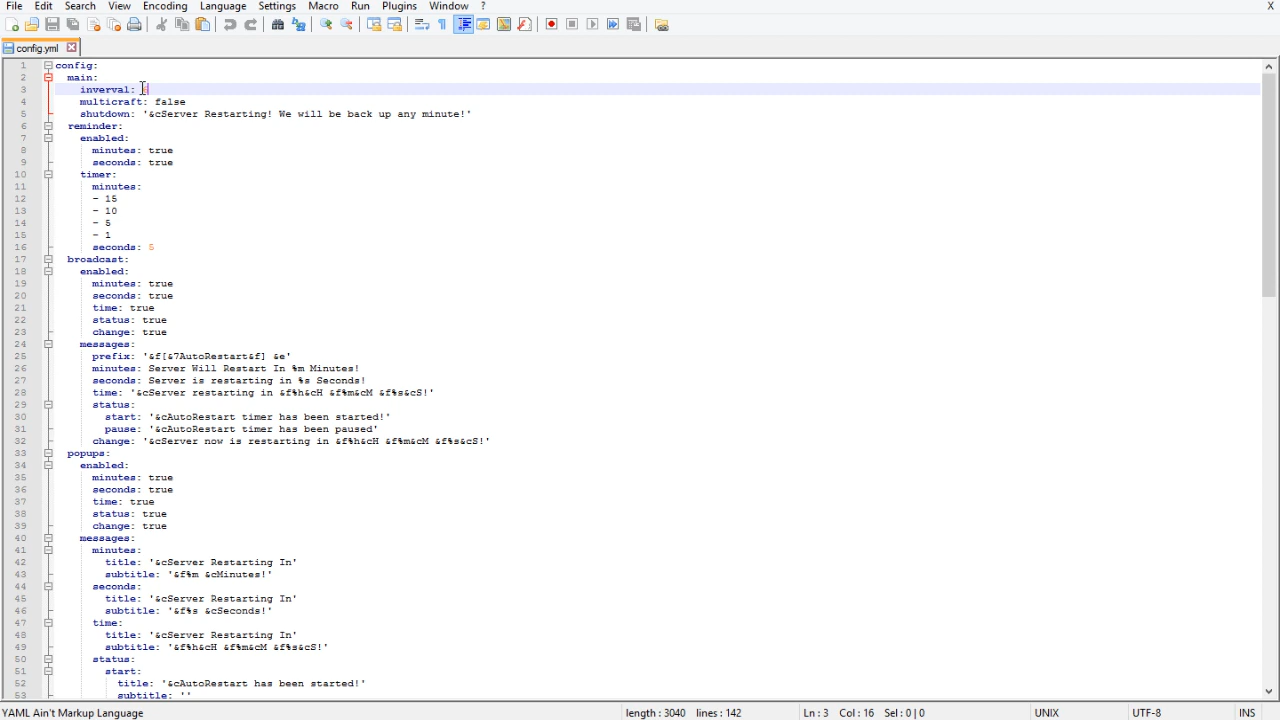 File Edit Search View Encoding Language Settings Macro Run Plugins Window ? X
config.yml
1 config:
2 main:
3 inverval:
4 multicraft: false
5 shutdown: '&cServer Restarting! We will be back up any minute!'
6 reminder:
7 enabled:
8 minutes: true
9 seconds: true
10 timer:
11 minutes:
12 - 15
13 - 10
14 - 5
15 - 1
16 seconds: 5
17 broadcast:
18 enabled:
19 minutes: true
20 seconds: true
21 time: true
22 status: true
23 change: true
24 messages:
25 prefix: '&f[&7AutoRestart&f] &e'
26 minutes: Server Will Restart In %m Minutes!
27 seconds: Server is restarting in %s Seconds!
28 time: '&cServer restarting in &f%h&cH &f%m&cM &f%s&cS!'
29 status:
30 start: '&cAutoRestart timer has been started!'
31 pause: '&cAutoRestart timer has been paused'
32 change: '&cServer now is restarting in &f%h&cH &f%m&cM &f%s&cS!'
33 popups:
34 enabled:
35 minutes: true
36 seconds: true
37 time: true
38 status: true
39 change: true
40 messages:
41 minutes:
42 title: '&cServer Restarting In'
43 subtitle: '&f%m &cMinutes!'
44 seconds:
45 title: '&cServer Restarting In'
46 subtitle: '&f%s &cSeconds!'
47 time:
48 title: '&cServer Restarting In'
49 subtitle: '&f%h&cH &f%m&cM &f%s&cS!'
50 status:
51 start:
52 title: '&cAutoRestart has been started!'
53 subtitle: ''
YAML Ain't Markup Language length : 3040 lines : 142 Ln : 3 Col : 16 Sel : 0 | 0 UNIX UTF-8 INS